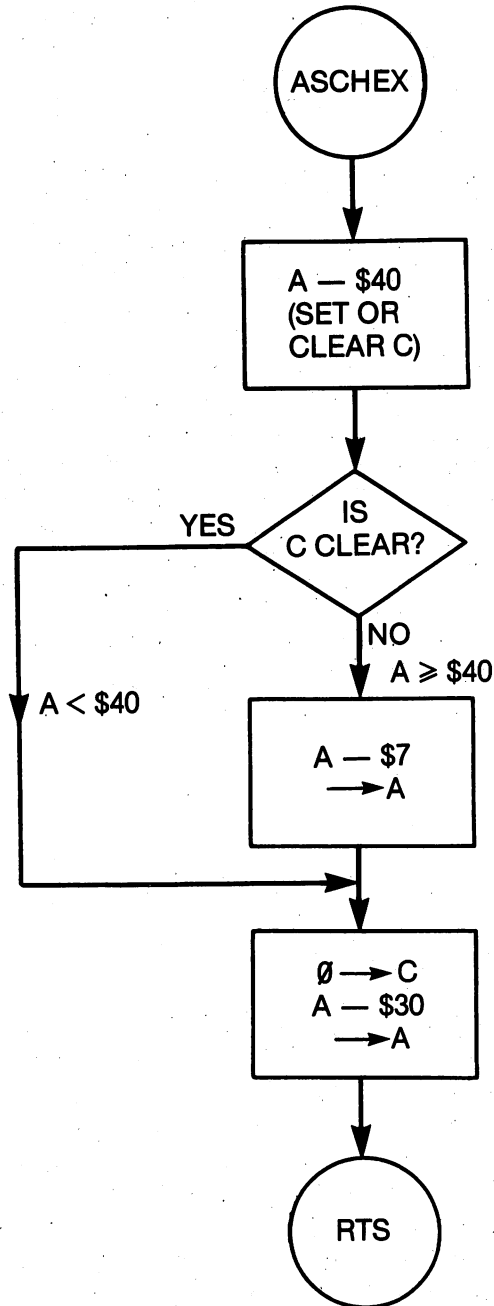 ASCHEX
A — $40
(SET OR
CLEAR C)
IS
C CLEAR?
YES
NO
A ⩾ $40
A < $40
A — $7
→A
Ø → C
A — $30
→A
RTS